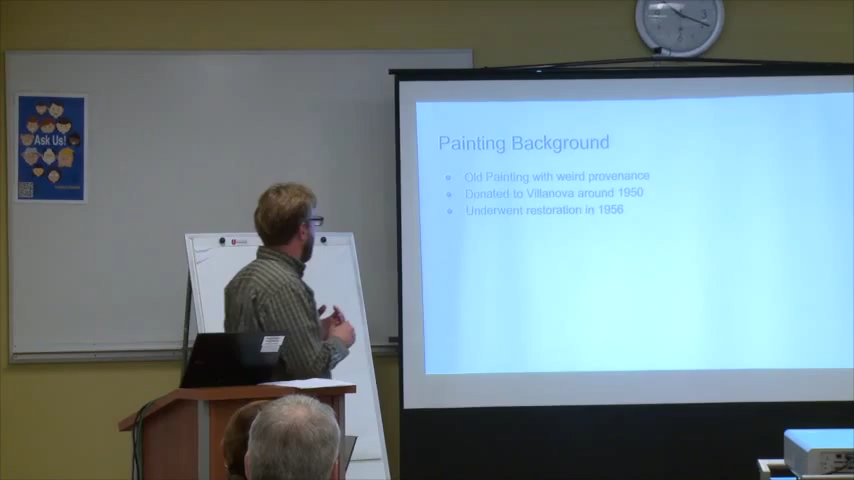 Ask Us!
Painting Background
Old Painting with weird provenance
Donated to Villanova around 1950
Underwent restoration in 1956